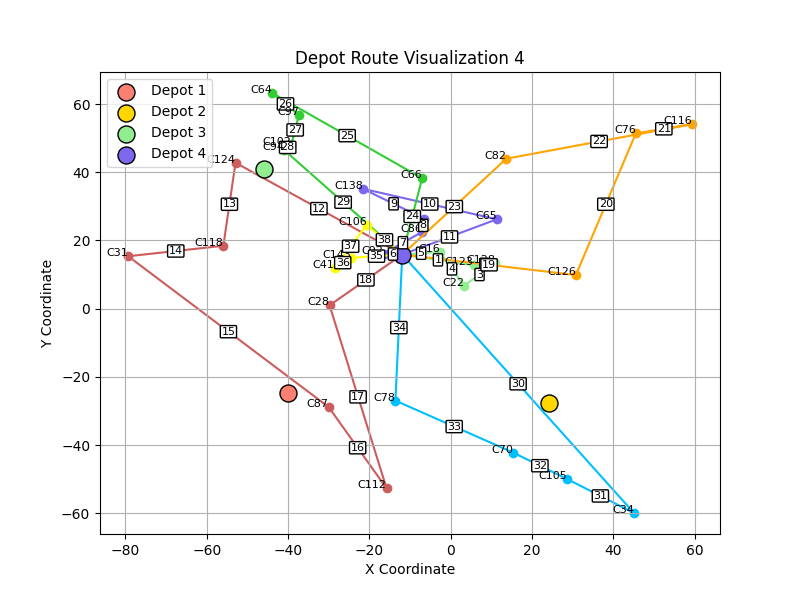 Depot Route Visualization 4
Depot 1
Depot 2
Depot 3
Depot 4
C64
26
C97
27
25
C94
28
C124
C66
C138
13
12
29
9
10
24
23
C106
8
C65
C82
22
C76
21
C116
20
C31
14
C118
37
38
7
11
36
35
6
5
1
C41
C16
C123
19
4
3
C22
C126
18
C28
15
34
30
17
C87
C78
16
33
C70
32
C105
31
C112
C34
60
40
20
0
−20
−40
−60
Y Coordinate
−80
−60
−40
−20
0
20
40
60
X Coordinate